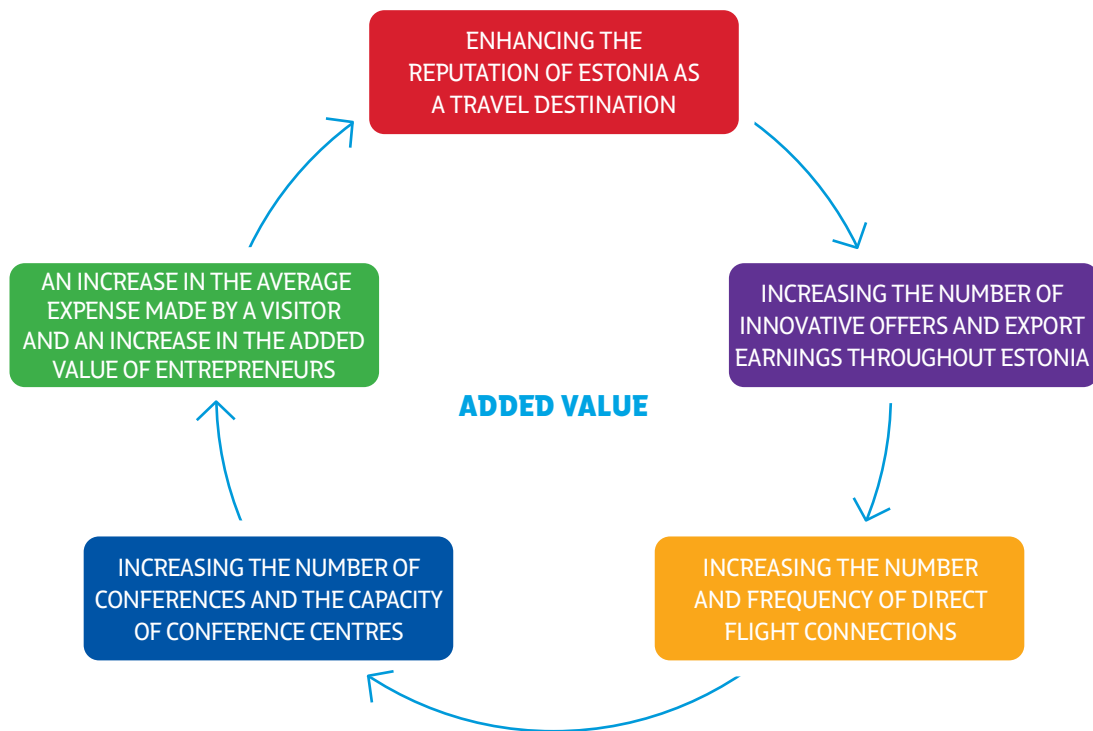 ENHANCING THE
REPUTATION OF ESTONIA AS
A TRAVEL DESTINATION
INCREASING THE NUMBER OF
INNOVATIVE OFFERS AND EXPORT
EARNINGS THROUGHOUT ESTONIA
INCREASING THE NUMBER
AND FREQUENCY OF DIRECT
FLIGHT CONNECTIONS
INCREASING THE NUMBER OF
CONFERENCES AND THE CAPACITY
OF CONFERENCE CENTRES
AN INCREASE IN THE AVERAGE
EXPENSE MADE BY A VISITOR
AND AN INCREASE IN THE ADDED
VALUE OF ENTREPRENEURS
ADDED VALUE